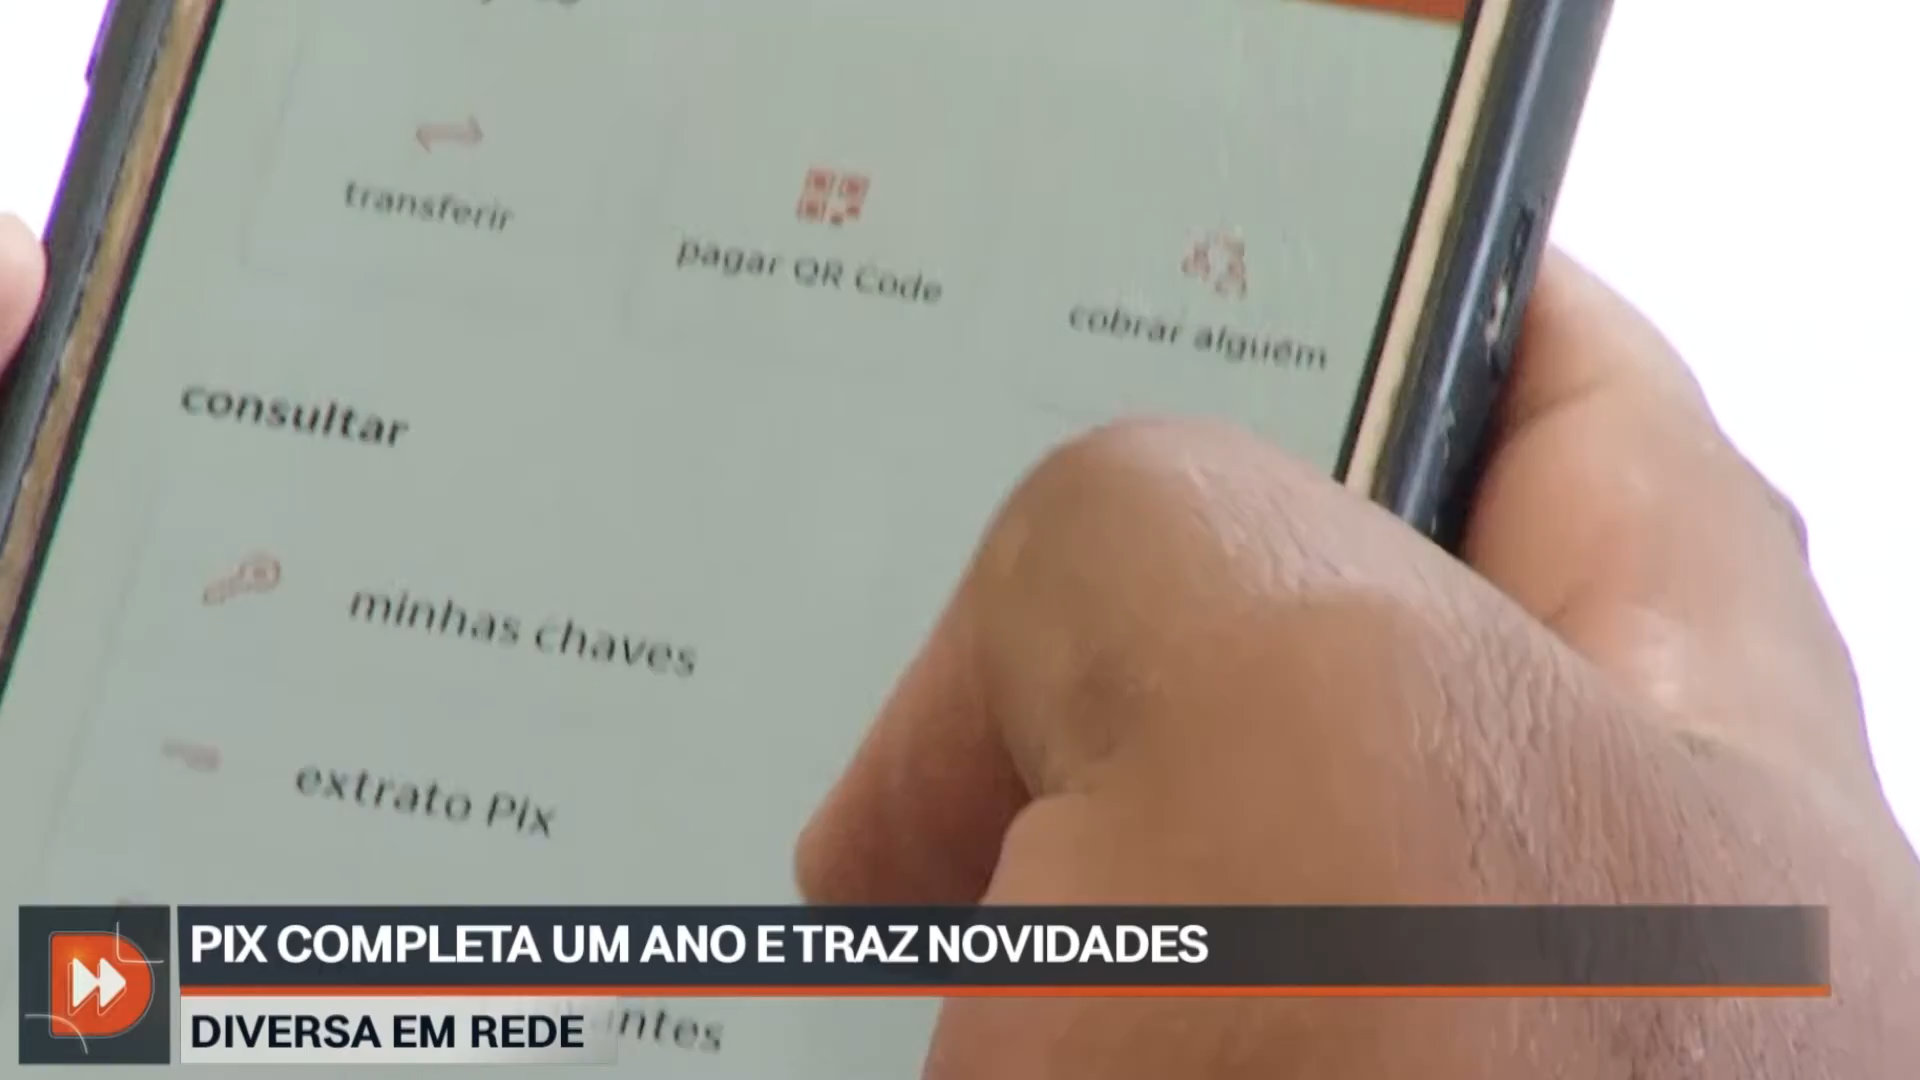 transferir
pagar QR Code
cobrar alguém
consultar
minhas chaves
extrato Pix
PIX COMPLETA UM ANO E TRAZ NOVIDADES
DIVERSA EM REDE